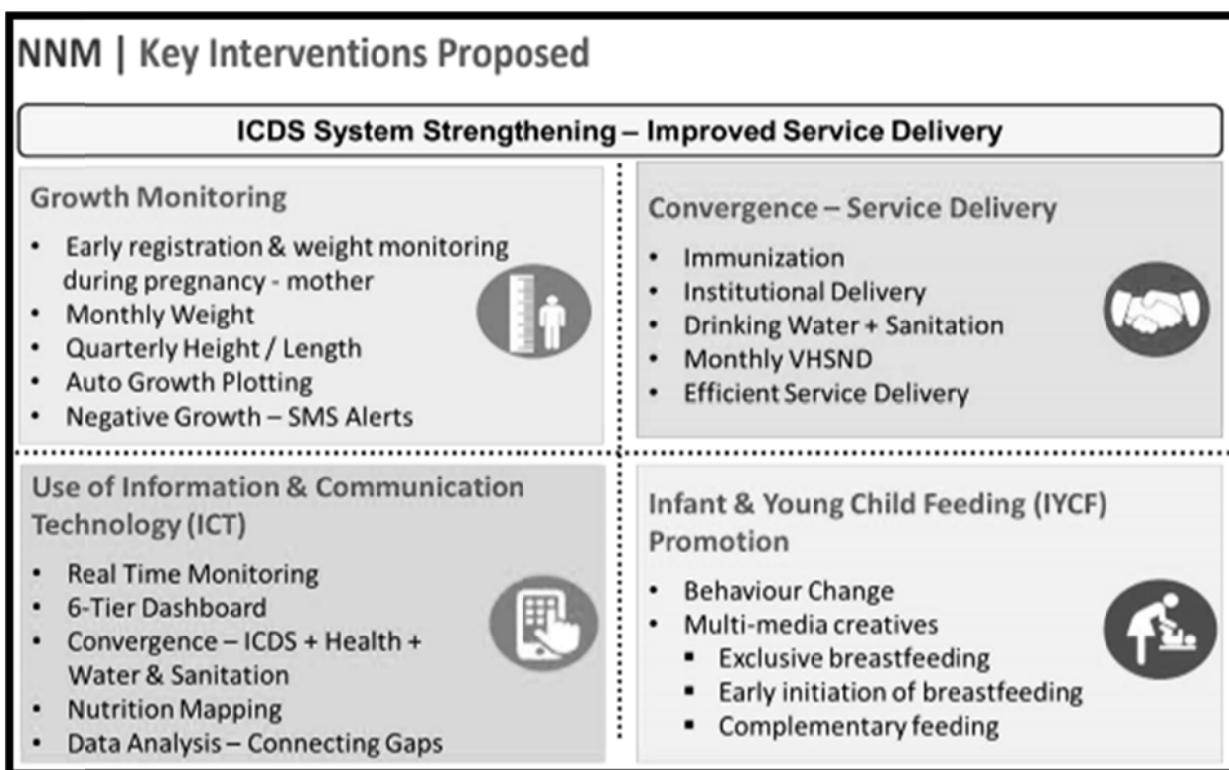 NNM | Key Interventions Proposed
ICDS System Strengthening – Improved Service Delivery
Growth Monitoring
• Early registration & weight monitoring
during pregnancy - mother
• Monthly Weight
• Quarterly Height / Length
• Auto Growth Plotting
• Negative Growth – SMS Alerts
Convergence – Service Delivery
• Immunization
• Institutional Delivery
• Drinking Water + Sanitation
• Monthly VHSND
• Efficient Service Delivery
Use of Information & Communication
Technology (ICT)
• Real Time Monitoring
• 6-Tier Dashboard
• Convergence – ICDS + Health +
Water & Sanitation
• Nutrition Mapping
• Data Analysis – Connecting Gaps
Infant & Young Child Feeding (IYCF)
Promotion
• Behaviour Change
• Multi-media creatives
▪ Exclusive breastfeeding
▪ Early initiation of breastfeeding
▪ Complementary feeding